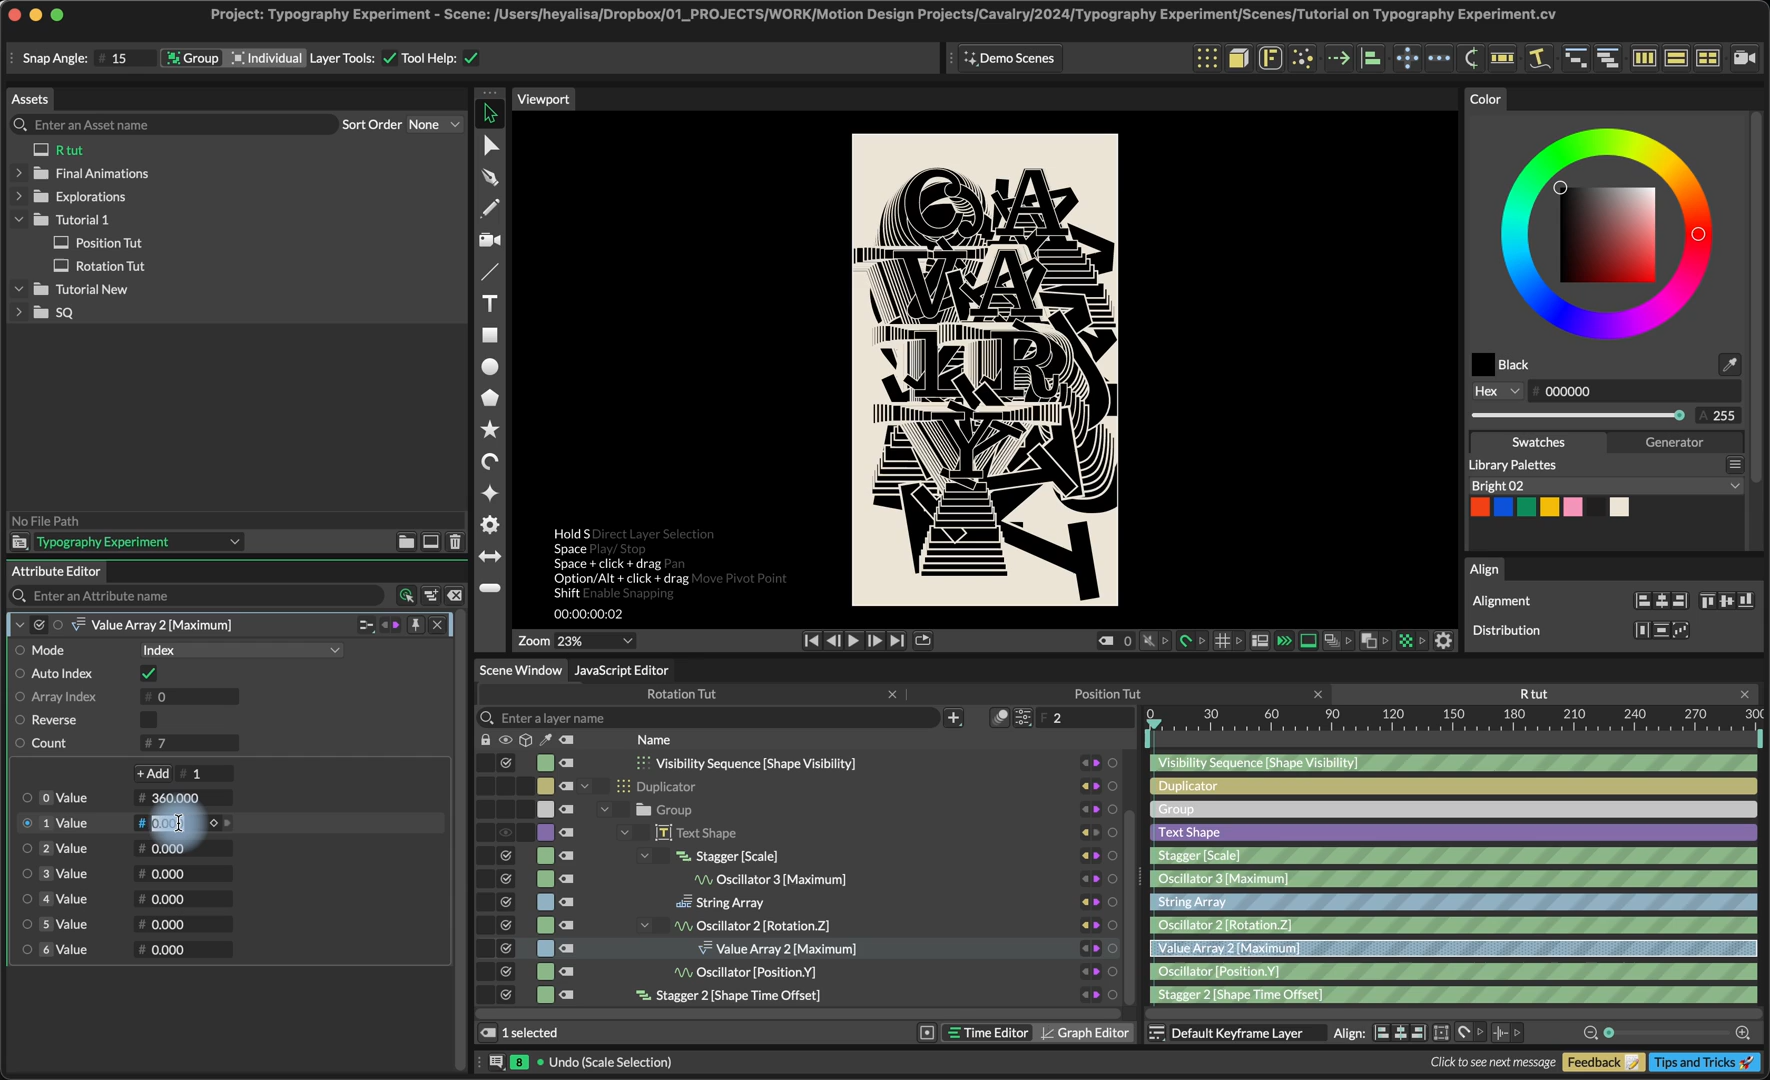 Project: Typography Experiment - Scene: /Users/heyalisa/Dropbox/01_PROJECTS/WORK/Motion Design Projects/Cavalry/2024/Typography Experiment/Scenes/Tutorial on Typography Experiment.cv
Snap Angle: # 15 Group Individual Layer Tools: Tool Help: Demo Scenes
Assets
Enter an Asset name Sort Order None
R tut
Final Animations
Explorations
Tutorial 1
Position Tut
Rotation Tut
Tutorial New
SQ
No File Path
Typography Experiment
Attribute Editor
Enter an Attribute name
Value Array 2 [Maximum]
Mode Index
Auto Index
Array Index # 0
Reverse
Count # 7
+ Add # 1
0 Value # 360.000
1 Value # 0.000
2 Value # 0.000
3 Value # 0.000
4 Value # 0.000
5 Value # 0.000
6 Value # 0.000
Viewport
CA
VA
LR
Y
Hold S Direct Layer Selection
Space Play/ Stop
Space + click + drag Pan
Option/Alt + click + drag Move Pivot Point
Shift Enable Snapping
00:00:00:02
Zoom 23%
0
Color
Black
Hex # 000000
A 255
Swatches Generator
Library Palettes
Bright 02
Align
Alignment
Distribution
Scene Window JavaScript Editor
Rotation Tut Position Tut R tut
Enter a layer name F 2
0 30 60 90 120 150 180 210 240 270 300
Name
Visibility Sequence [Shape Visibility] Visibility Sequence [Shape Visibility]
Duplicator Duplicator
Group Group
Text Shape Text Shape
Stagger [Scale] Stagger [Scale]
Oscillator 3 [Maximum] Oscillator 3 [Maximum]
String Array String Array
Oscillator 2 [Rotation.Z] Oscillator 2 [Rotation.Z]
Value Array 2 [Maximum] Value Array 2 [Maximum]
Oscillator [Position.Y] Oscillator [Position.Y]
Stagger 2 [Shape Time Offset] Stagger 2 [Shape Time Offset]
1 selected Time Editor Graph Editor Default Keyframe Layer Align:
8 Undo (Scale Selection) Click to see next message Feedback Tips and Tricks